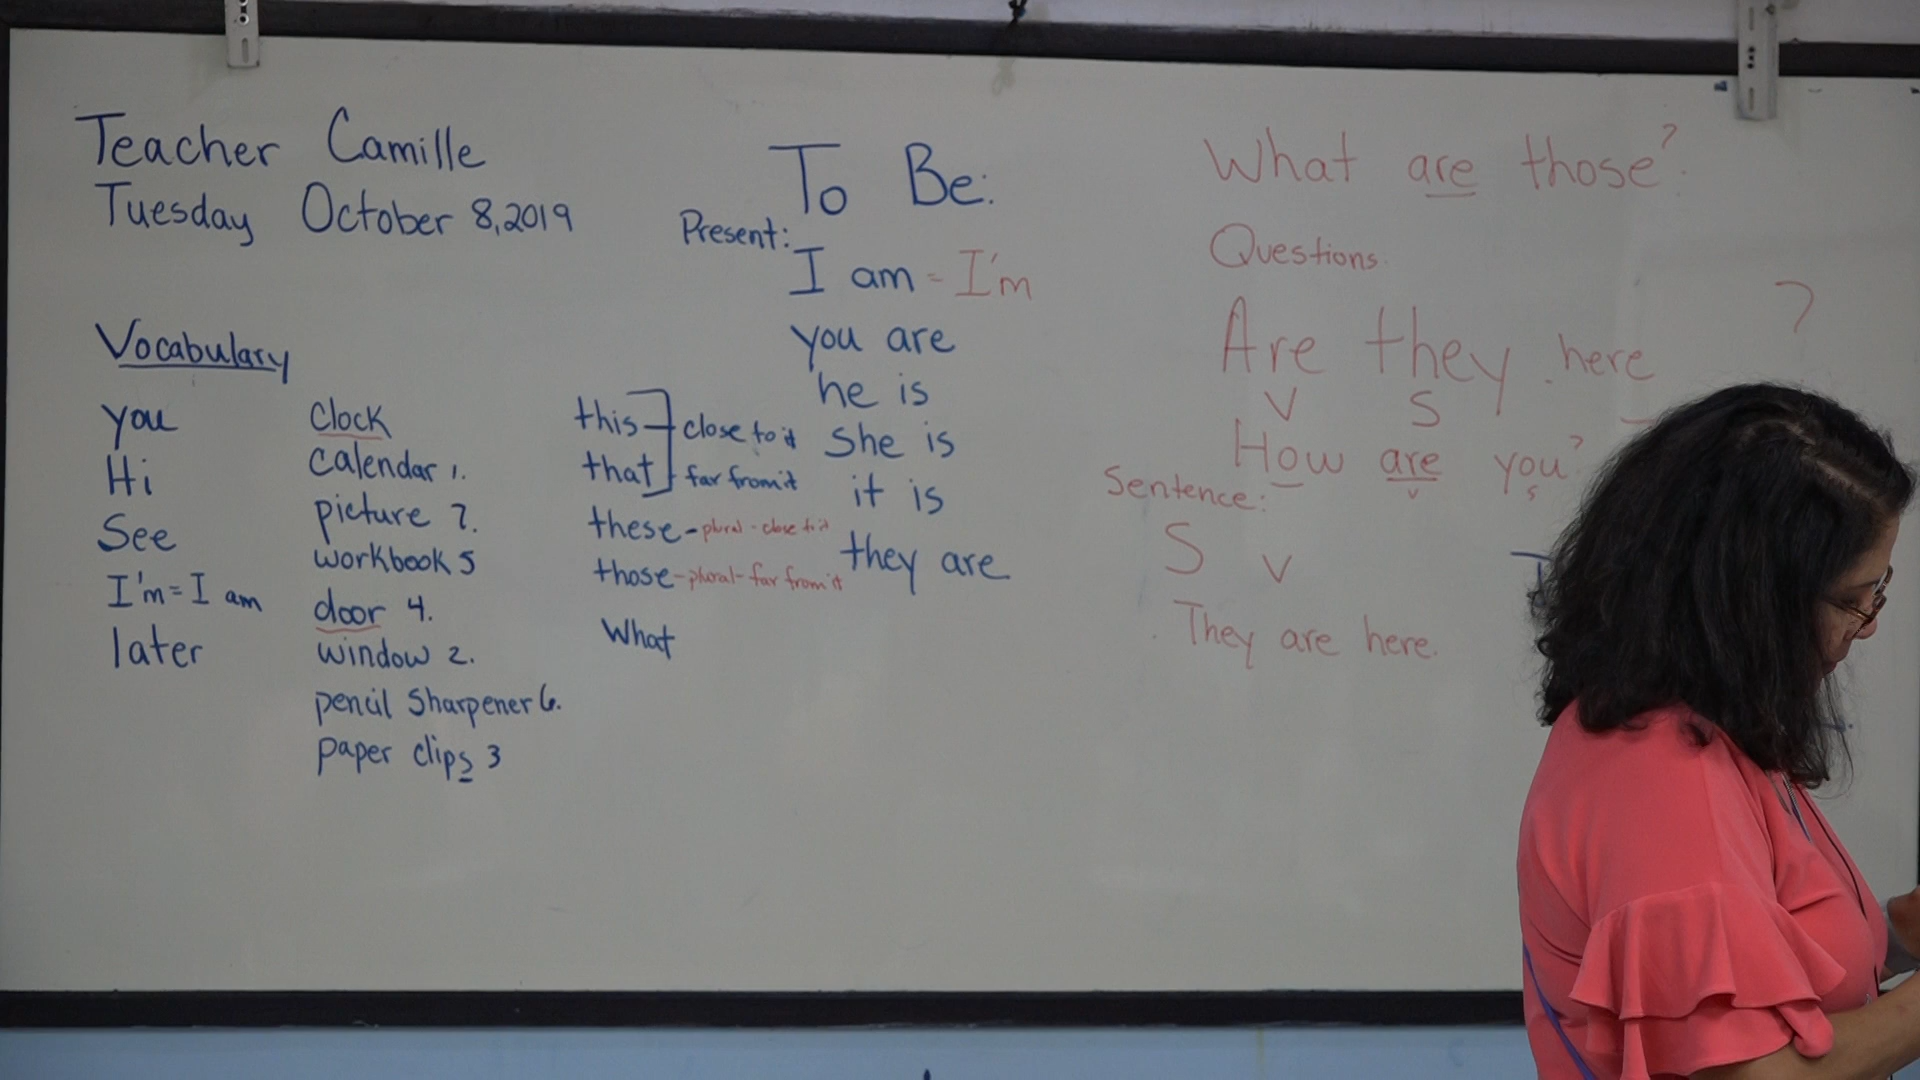 Teacher Camille
Tuesday October 8, 2019
Vocabulary
you
Hi
See
I'm = I am
later
clock
calendar 1.
picture 7.
workbook 5
door 4.
window 2.
pencil Sharpener 6.
paper clips 3
this - close to it
that - far from it
these - plural - close to it
those - plural - far from it
What
To Be:
Present:
I am = I'm
you are
he is
She is
it is
they are
What are those?
Questions
Are they here ?
V S
How are you?
v s
Sentence:
S v
They are here.